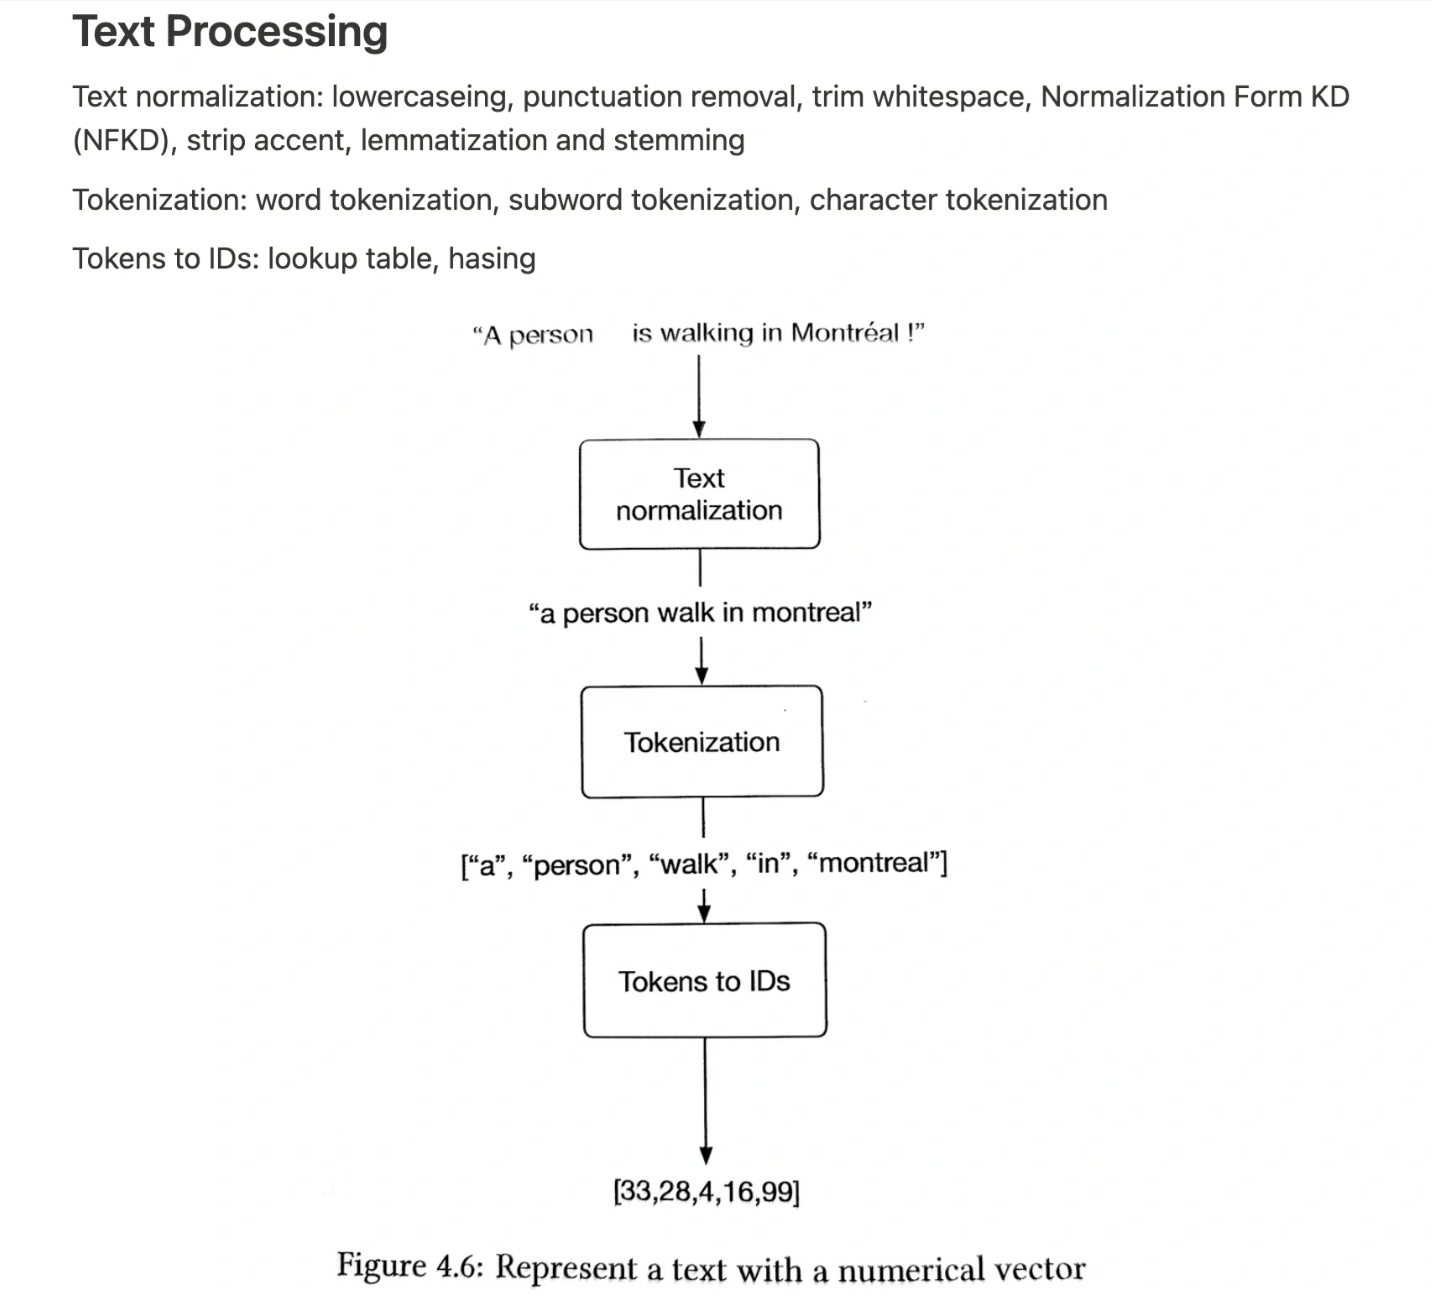 Text Processing
Text normalization: lowercaseing, punctuation removal, trim whitespace, Normalization Form KD
(NFKD), strip accent, lemmatization and stemming
Tokenization: word tokenization, subword tokenization, character tokenization
Tokens to IDs: lookup table, hasing
“A person is walking in Montréal !”
Text
normalization
“a person walk in montreal”
Tokenization
[“a”, “person”, “walk”, “in”, “montreal”]
Tokens to IDs
[33,28,4,16,99]
Figure 4.6: Represent a text with a numerical vector